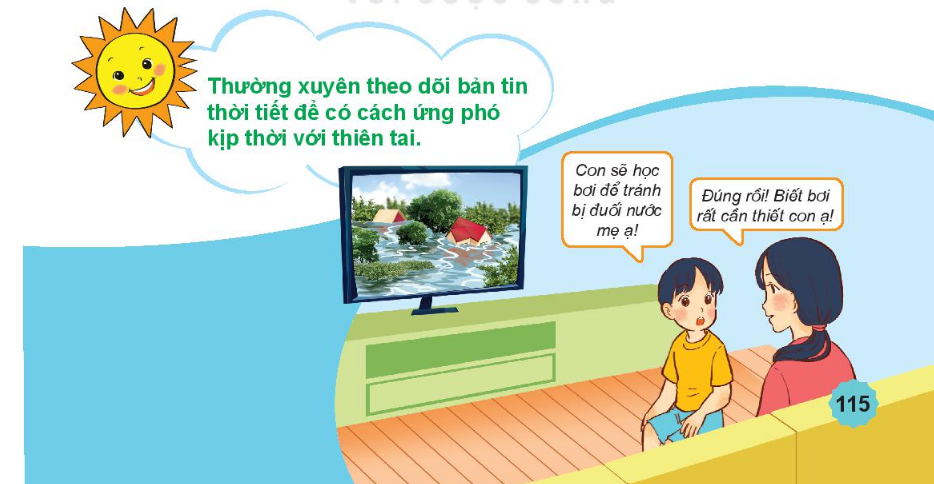 Thường xuyên theo dõi bản tin
thời tiết để có cách ứng phó
kịp thời với thiên tai.
Con sẽ học
bơi để tránh
bị đuối nước
mẹ ạ!
Đúng rồi! Biết bơi
rất cần thiết con ạ!
115